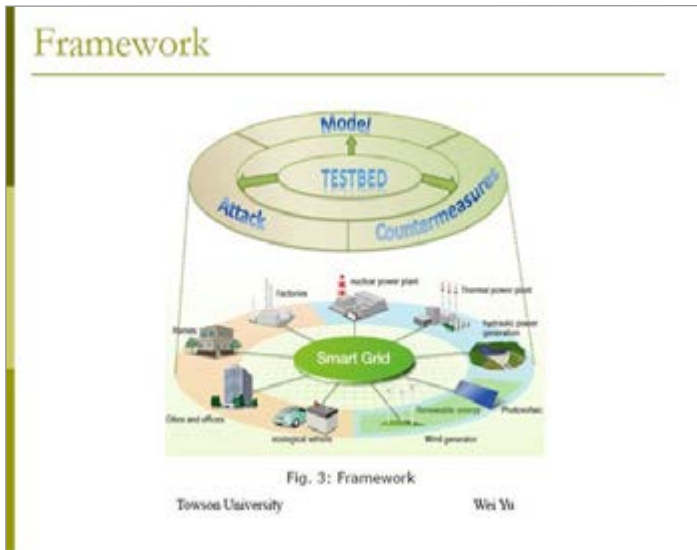 Framework
Model
TESTBED
Attack
Countermeasures
Factories
nuclear power plant
Thermal power plant
Homes
hydraulic power
generation
Smart Grid
Cities and offices
ecological vehicle
Renewable energy
Photovoltaic
Wind generator
Fig. 3: Framework
Towson University
Wei Yu